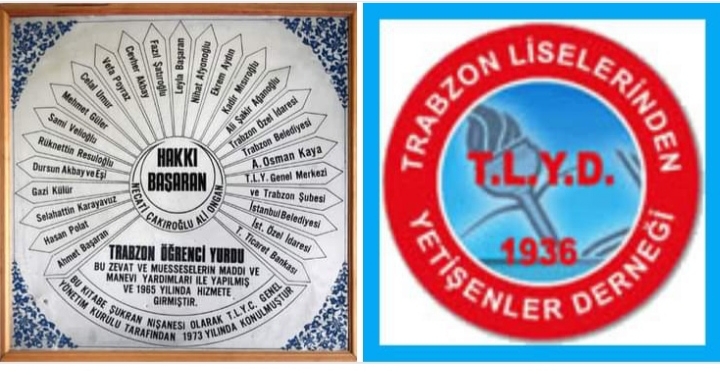 Ahmet Başaran
Hasan Polat
Selahattin Karayavuz
Gazi Külür
Dursun Akbay ve Eşi
Rüknettin Resuloğlu
Sami Velioğlu
Mehmet Güler
Celal Umur
Vefa Poyraz
Cevher Akbay
Fazıl Şatıroğlu
Leyla Başaran
Nihat Afyonoğlu
Ekrem Aydın
Kadir Mısıroğlu
Ali Şakir Ağanoğlu
Trabzon Özel İdaresi
Trabzon Belediyesi
A. Osman Kaya
T.L.Y. Genel Merkezi
ve Trabzon Şubesi
İstanbul Belediyesi
İst. Özel İdaresi
T. Ticaret Bankası
HAKKI
BAŞARAN
NECATİ ÇAKIROĞLU ALİ ONGAN
TRABZON ÖĞRENCİ YURDU
BU ZEVAT VE MUESSESELERİN MADDİ VE
MANEVİ YARDIMLARI İLE YAPILMIŞ
VE 1965 YILINDA HİZMETE
GİRMİŞTİR.
BU KİTABE ŞUKRAN NİŞANESİ OLARAK T.L.Y.C. GENEL
YÖNETİM KURULU TARAFINDAN 1973 YILINDA KONULMUŞTUR
TRABZON LİSELERİNDEN
T.L.Y.D.
1936
YETİŞENLER DERNEĞİ